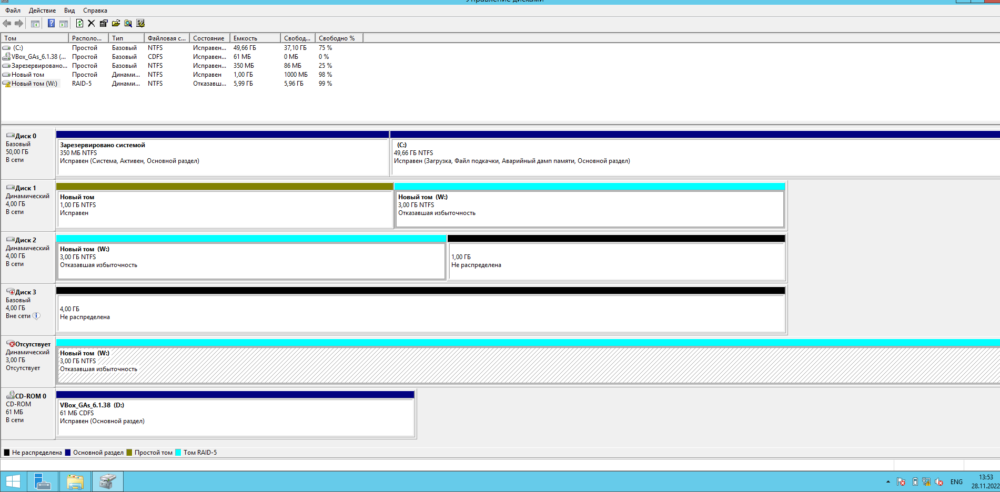 Управление дисками
Файл Действие Вид Справка
Том Располо... Тип Файловая с... Состояние Емкость Свобод... Свободно %
(C:) Простой Базовый NTFS Исправен... 49,66 ГБ 37,10 ГБ 75 %
VBox_GAs_6.1.38 (... Простой Базовый CDFS Исправен... 61 МБ 0 МБ 0 %
Зарезервировано... Простой Базовый NTFS Исправен... 350 МБ 86 МБ 25 %
Новый том Простой Динами... NTFS Исправен 1,00 ГБ 1000 МБ 98 %
Новый том (W:) RAID-5 Динами... NTFS Отказавш... 5,99 ГБ 5,96 ГБ 99 %
Диск 0
Базовый
50,00 ГБ
В сети
Зарезервировано системой
350 МБ NTFS
Исправен (Система, Активен, Основной раздел)
(C:)
49,66 ГБ NTFS
Исправен (Загрузка, Файл подкачки, Аварийный дамп памяти, Основной раздел)
Диск 1
Динамический
4,00 ГБ
В сети
Новый том
1,00 ГБ NTFS
Исправен
Новый том (W:)
3,00 ГБ NTFS
Отказавшая избыточность
Диск 2
Динамический
4,00 ГБ
В сети
Новый том (W:)
3,00 ГБ NTFS
Отказавшая избыточность
1,00 ГБ
Не распределена
Диск 3
Базовый
4,00 ГБ
Вне сети
4,00 ГБ
Не распределена
Отсутствует
Динамический
3,00 ГБ
Отсутствует
Новый том (W:)
3,00 ГБ NTFS
Отказавшая избыточность
CD-ROM 0
CD-ROM
61 МБ
В сети
VBox_GAs_6.1.38 (D:)
61 МБ CDFS
Исправен (Основной раздел)
Не распределена Основной раздел Простой том Том RAID-5
ENG
13:53
28.11.2022